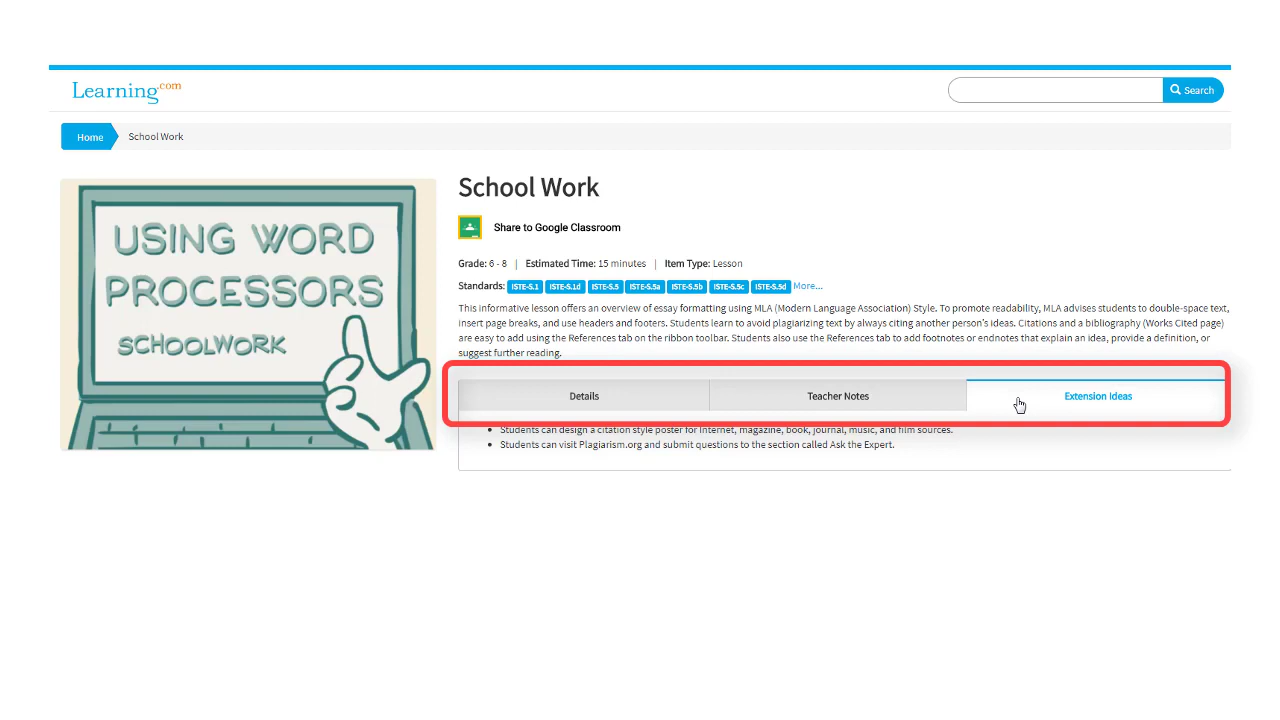 Learning.com
Search
Home
School Work
USING WORD
PROCESSORS
SCHOOLWORK
School Work
Share to Google Classroom
Grade: 6 - 8 | Estimated Time: 15 minutes | Item Type: Lesson
Standards: ISTE-S.1 ISTE-S.1d ISTE-S.5 ISTE-S.5a ISTE-S.5b ISTE-S.5c ISTE-S.5d More...
This informative lesson offers an overview of essay formatting using MLA (Modern Language Association) Style. To promote readability, MLA advises students to double-space text,
insert page breaks, and use headers and footers. Students learn to avoid plagiarizing text by always citing another person's ideas. Citations and a bibliography (Works Cited page)
are easy to add using the References tab on the ribbon toolbar. Students also use the References tab to add footnotes or endnotes that explain an idea, provide a definition, or
suggest further reading.
Details
Teacher Notes
Extension Ideas
• Students can design a citation style poster for Internet, magazine, book, journal, music, and film sources.
• Students can visit Plagiarism.org and submit questions to the section called Ask the Expert.